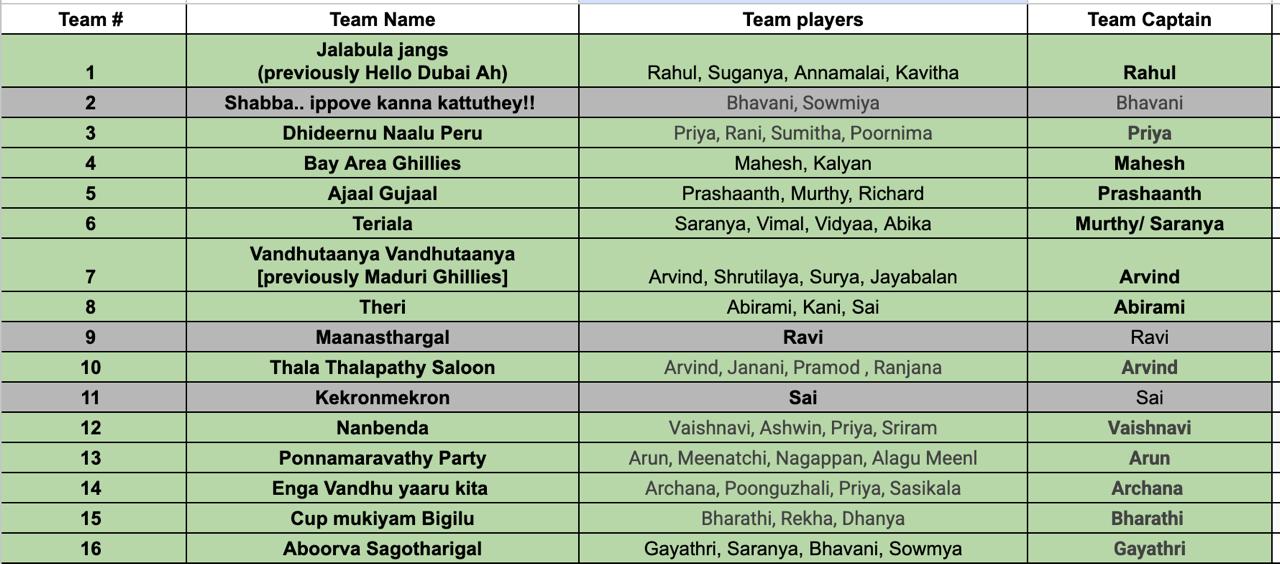 Team # Team Name Team players Team Captain
Jalabula jangs
1 (previously Hello Dubai Ah) Rahul, Suganya, Annamalai, Kavitha Rahul
2 Shabba.. ippove kanna kattuthey!! Bhavani, Sowmiya Bhavani
3 Dhideernu Naalu Peru Priya, Rani, Sumitha, Poornima Priya
4 Bay Area Ghillies Mahesh, Kalyan Mahesh
5 Ajaal Gujaal Prashaanth, Murthy, Richard Prashaanth
6 Teriala Saranya, Vimal, Vidyaa, Abika Murthy/ Saranya
Vandhutaanya Vandhutaanya
7 [previously Maduri Ghillies] Arvind, Shrutilaya, Surya, Jayabalan Arvind
8 Theri Abirami, Kani, Sai Abirami
9 Maanasthargal Ravi Ravi
10 Thala Thalapathy Saloon Arvind, Janani, Pramod , Ranjana Arvind
11 Kekronmekron Sai Sai
12 Nanbenda Vaishnavi, Ashwin, Priya, Sriram Vaishnavi
13 Ponnamaravathy Party Arun, Meenatchi, Nagappan, Alagu Meenl Arun
14 Enga Vandhu yaaru kita Archana, Poonguzhali, Priya, Sasikala Archana
15 Cup mukiyam Bigilu Bharathi, Rekha, Dhanya Bharathi
16 Aboorva Sagotharigal Gayathri, Saranya, Bhavani, Sowmya Gayathri